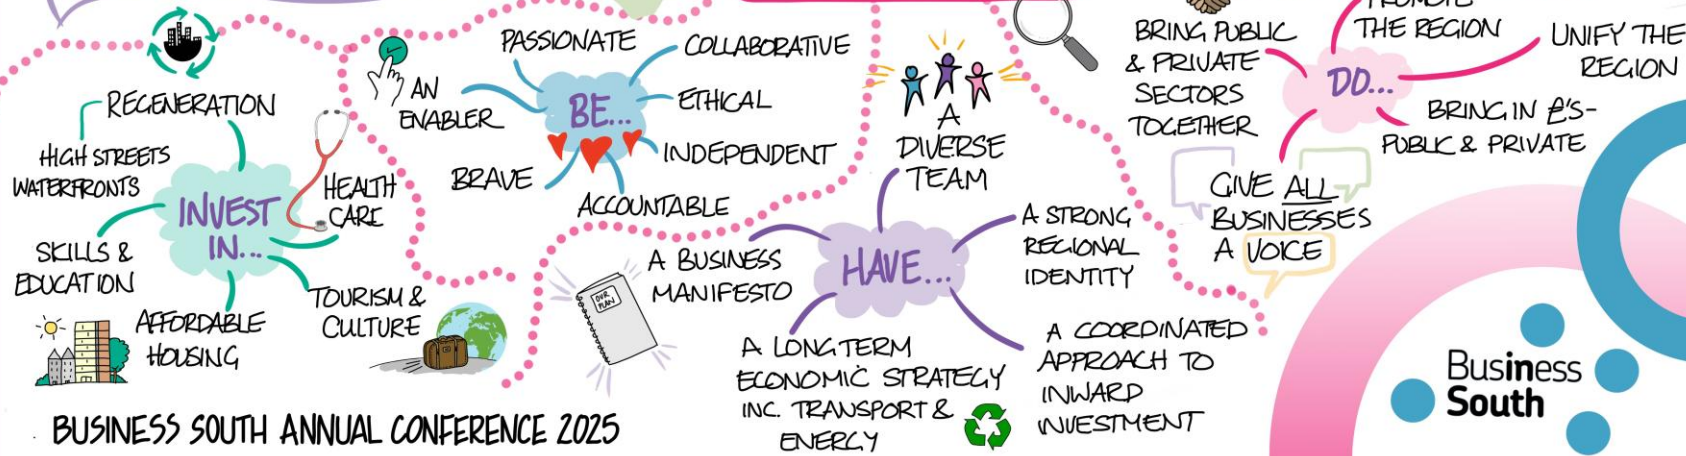 REGENERATION
HIGH STREETS
WATERFRONTS
INVEST
IN...
HEALTH
CARE
SKILLS &
EDUCATION
AFFORDABLE
HOUSING
TOURISM &
CULTURE
PASSIONATE
COLLABORATIVE
AN
ENABLER
BE...
ETHICAL
INDEPENDENT
BRAVE
ACCOUNTABLE
A
DIVERSE
TEAM
A BUSINESS
MANIFESTO
OUR
PLAN
HAVE...
A STRONG
REGIONAL
IDENTITY
A LONG TERM
ECONOMIC STRATEGY
INC. TRANSPORT &
ENERGY
A COORDINATED
APPROACH TO
INWARD
INVESTMENT
BRING PUBLIC
& PRIVATE
SECTORS
TOGETHER
PROMOTE
THE REGION
UNIFY THE
REGION
DO...
BRING IN £'S-
PUBLIC & PRIVATE
GIVE ALL
BUSINESSES
A VOICE
BUSINESS SOUTH ANNUAL CONFERENCE 2025
Business
South